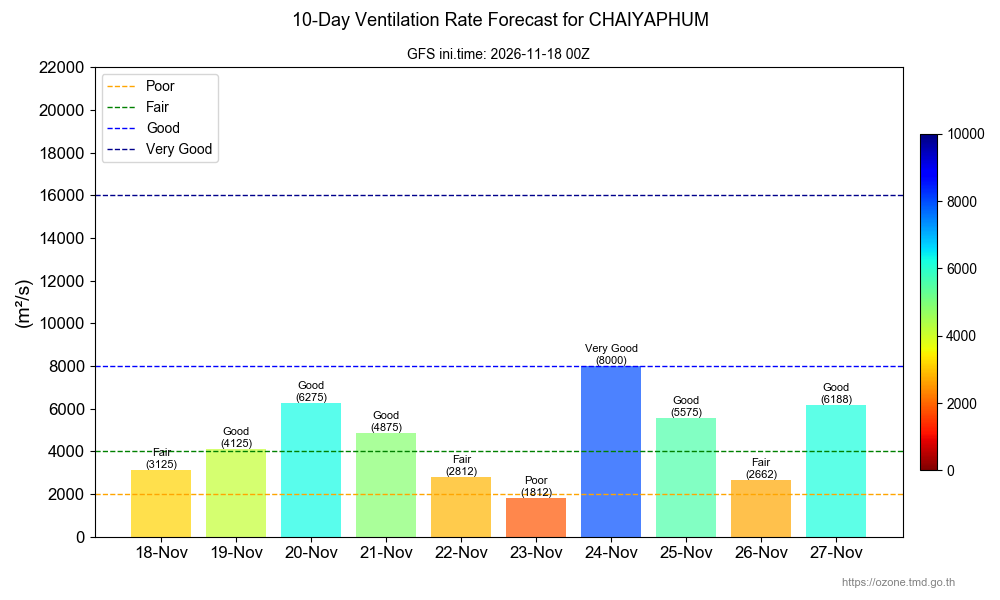 10-Day Ventilation Rate Forecast for CHAIYAPHUM
GFS ini.time: 2026-11-18 00Z
(m²/s)
22000
20000
18000
16000
14000
12000
10000
8000
6000
4000
2000
0
Poor
Fair
Good
Very Good
Fair
(3125)
Good
(4125)
Good
(6275)
Good
(4875)
Fair
(2812)
Poor
(1812)
Very Good
(8000)
Good
(5575)
Fair
(2662)
Good
(6188)
18-Nov
19-Nov
20-Nov
21-Nov
22-Nov
23-Nov
24-Nov
25-Nov
26-Nov
27-Nov
10000
8000
6000
4000
2000
0
https://ozone.tmd.go.th